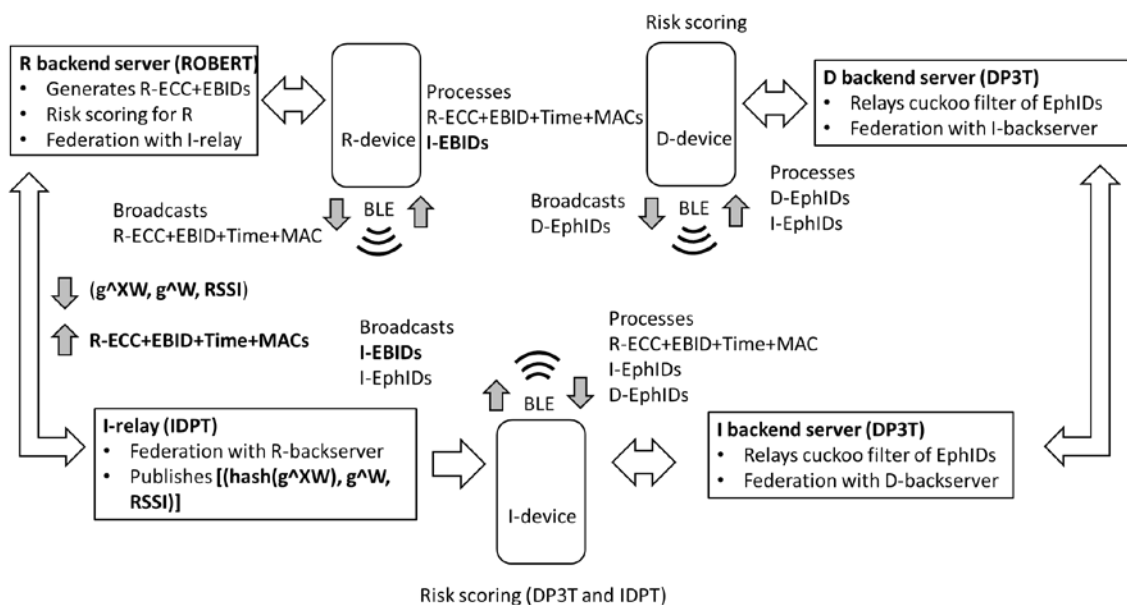 Risk scoring
R backend server (ROBERT)
• Generates R-ECC+EBIDs
• Risk scoring for R
• Federation with I-relay
R-device
Processes
R-ECC+EBID+Time+MACs
I-EBIDs
D-device
D backend server (DP3T)
• Relays cuckoo filter of EphIDs
• Federation with I-backserver
Broadcasts
R-ECC+EBID+Time+MAC
BLE
Broadcasts
D-EphIDs
BLE
Processes
D-EphIDs
I-EphIDs
(g^XW, g^W, RSSI)
R-ECC+EBID+Time+MACs
Broadcasts
I-EBIDs
I-EphIDs
BLE
Processes
R-ECC+EBID+Time+MAC
I-EphIDs
D-EphIDs
I-relay (IDPT)
• Federation with R-backserver
• Publishes [(hash(g^XW), g^W,
RSSI)]
I-device
I backend server (DP3T)
• Relays cuckoo filter of EphIDs
• Federation with D-backserver
Risk scoring (DP3T and IDPT)